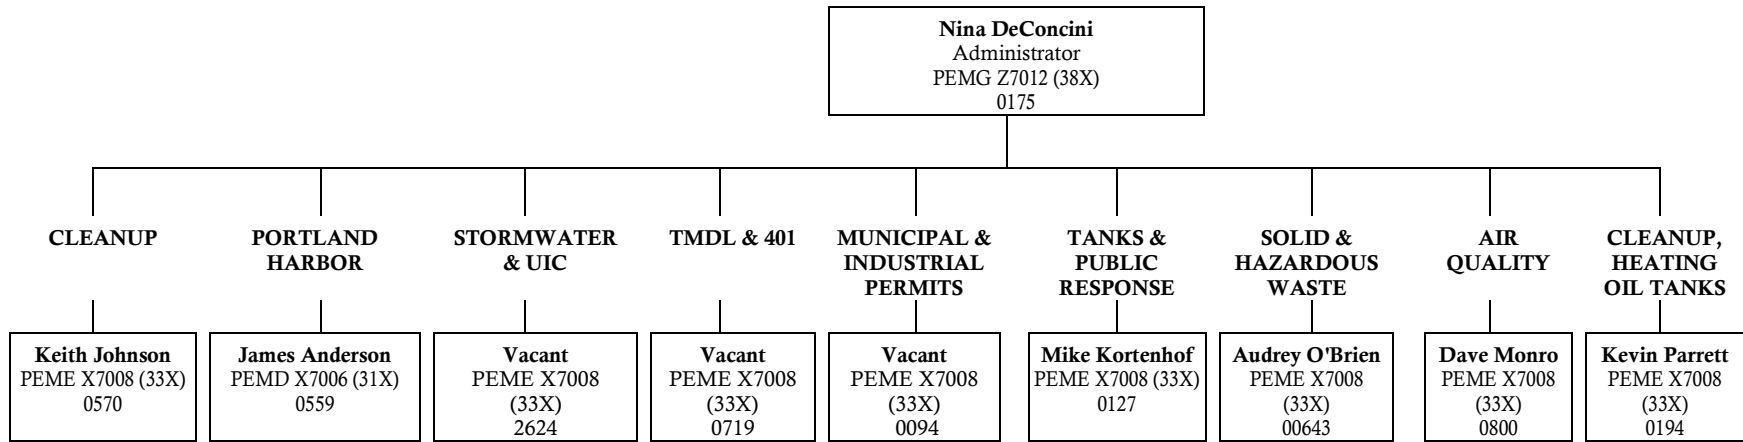 Nina DeConcini
Administrator
PEMG Z7012 (38X)
0175
CLEANUP
PORTLAND
HARBOR
STORMWATER
& UIC
TMDL & 401
MUNICIPAL &
INDUSTRIAL
PERMITS
TANKS &
PUBLIC
RESPONSE
SOLID &
HAZARDOUS
WASTE
AIR
QUALITY
CLEANUP,
HEATING
OIL TANKS
Keith Johnson
PEME X7008 (33X)
0570
James Anderson
PEMD X7006 (31X)
0559
Vacant
PEME X7008
(33X)
2624
Vacant
PEME X7008
(33X)
0719
Vacant
PEME X7008
(33X)
0094
Mike Kortenhof
PEME X7008 (33X)
0127
Audrey O'Brien
PEME X7008
(33X)
00643
Dave Monro
PEME X7008
(33X)
0800
Kevin Parrett
PEME X7008
(33X)
0194